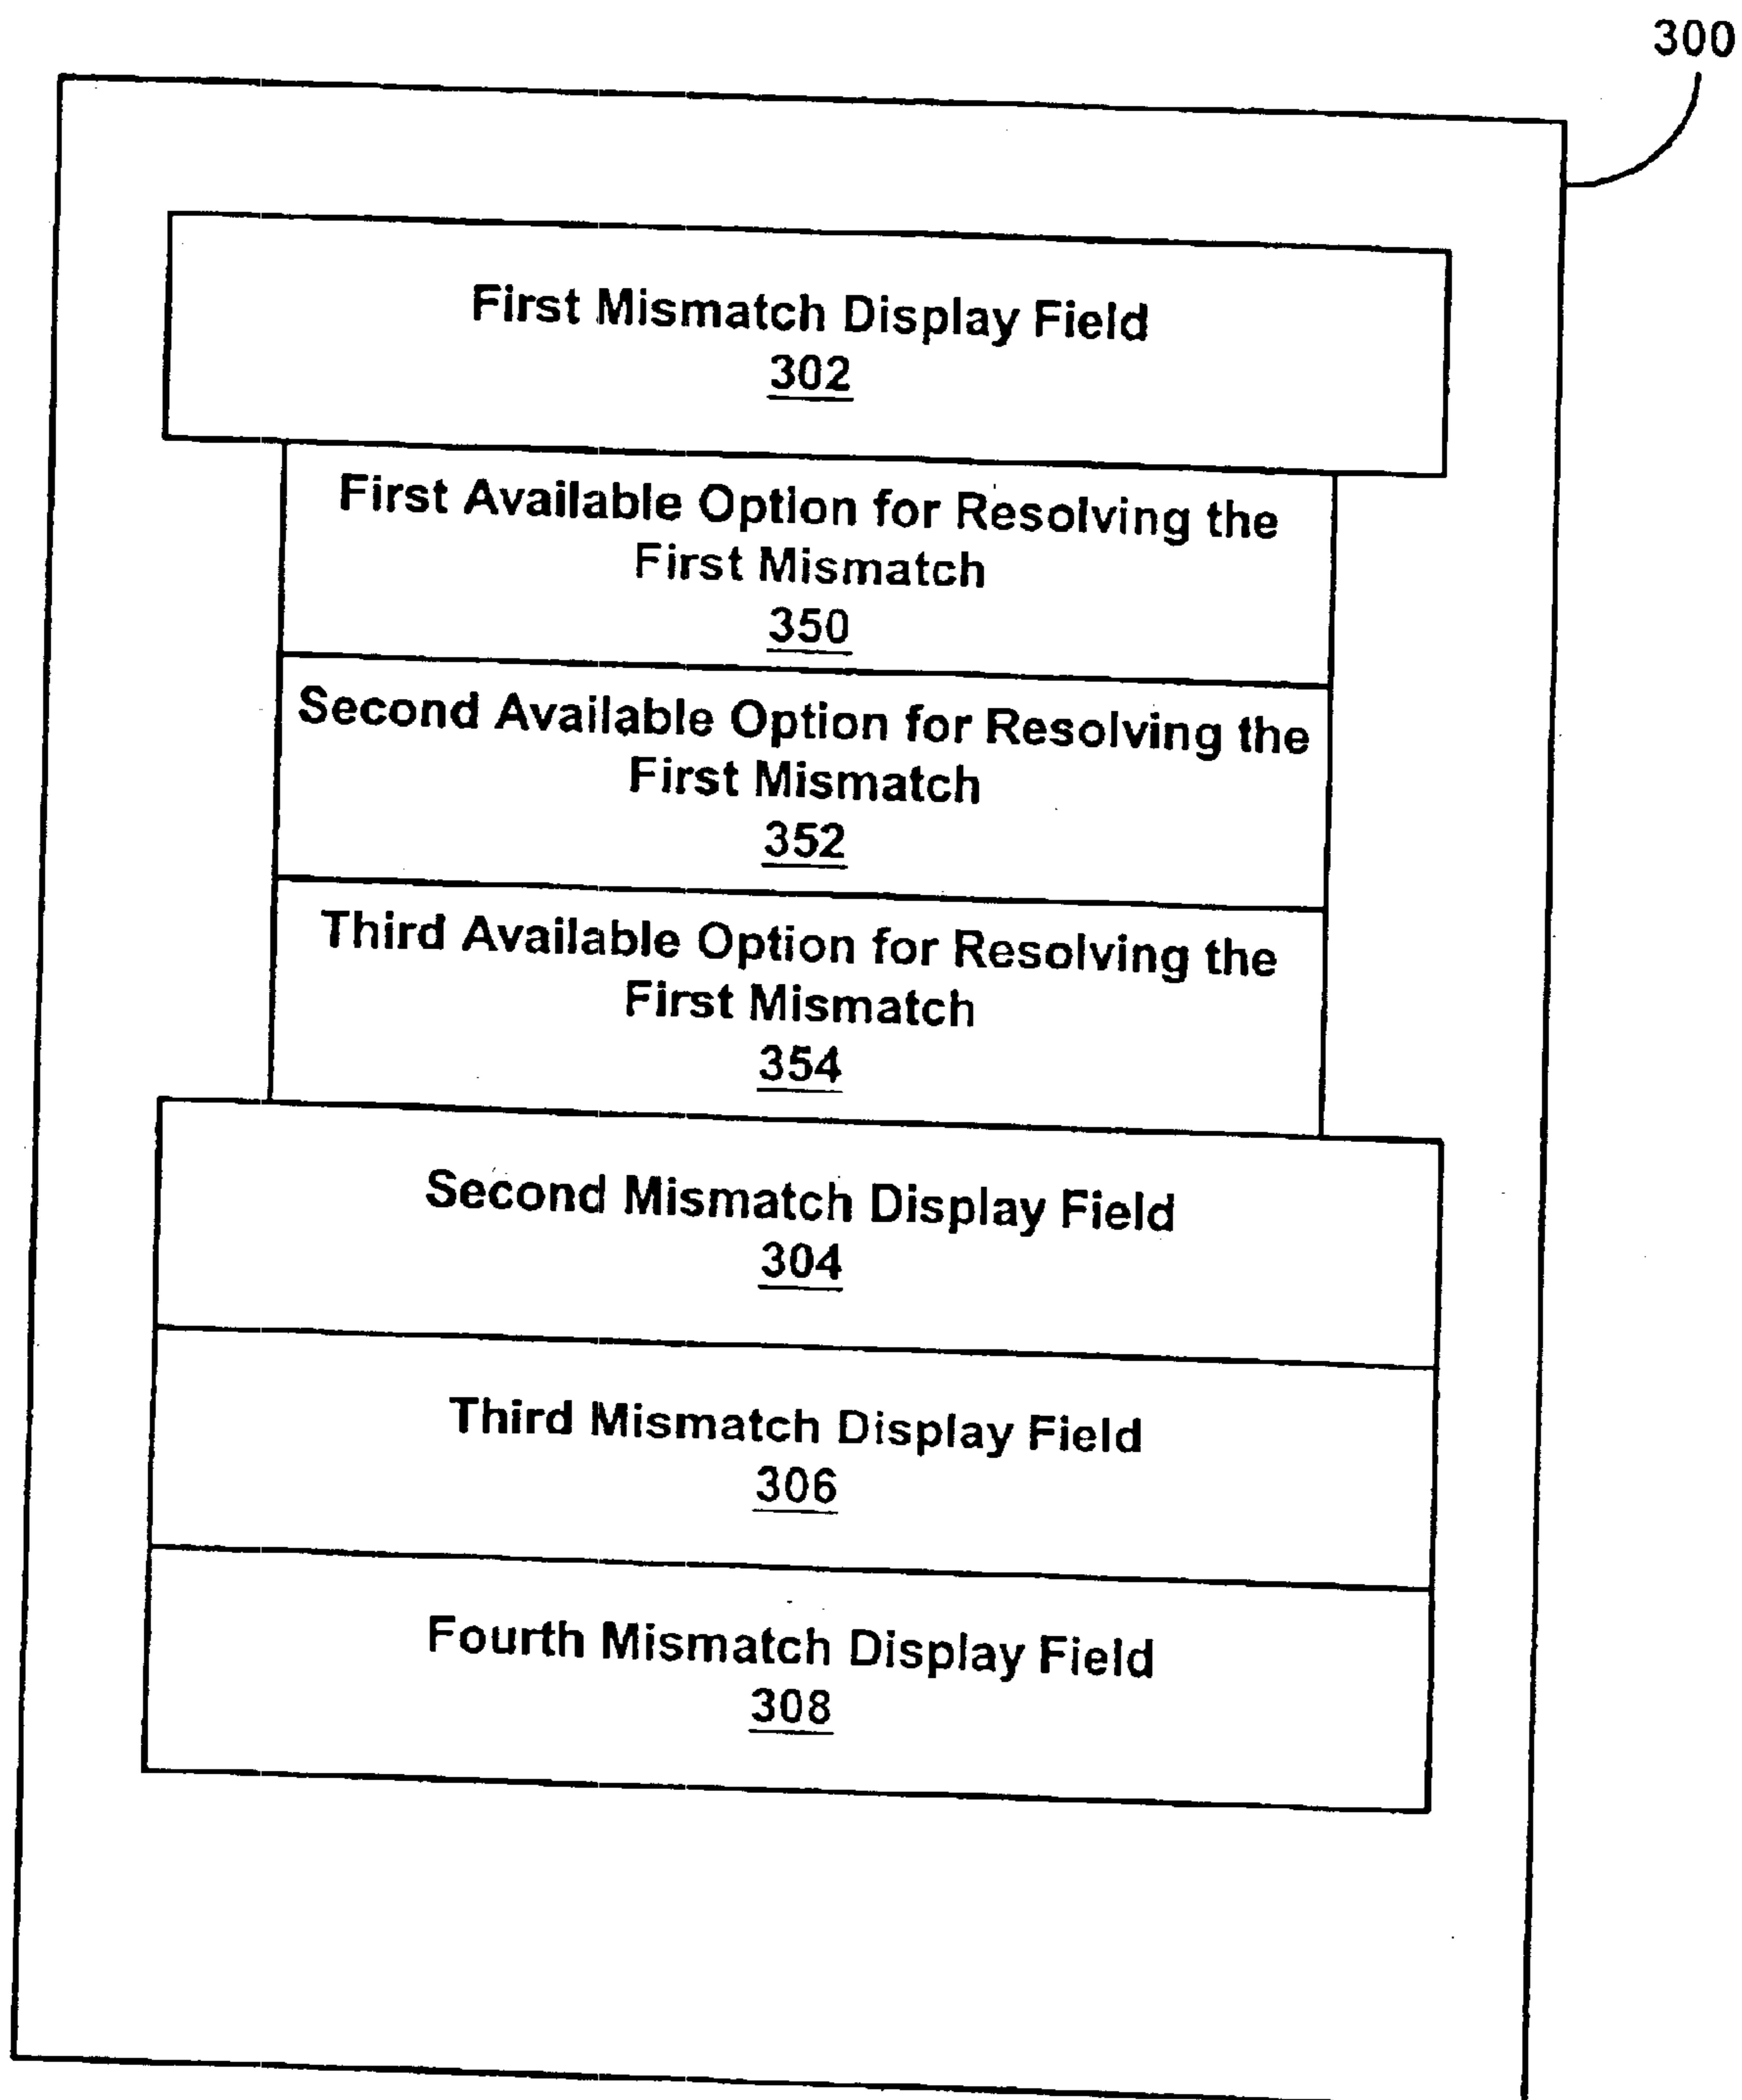 300
First Mismatch Display Field
302
First Available Option for Resolving the
First Mismatch
350
Second Available Option for Resolving the
First Mismatch
352
Third Available Option for Resolving the
First Mismatch
354
Second Mismatch Display Field
304
Third Mismatch Display Field
306
Fourth Mismatch Display Field
308